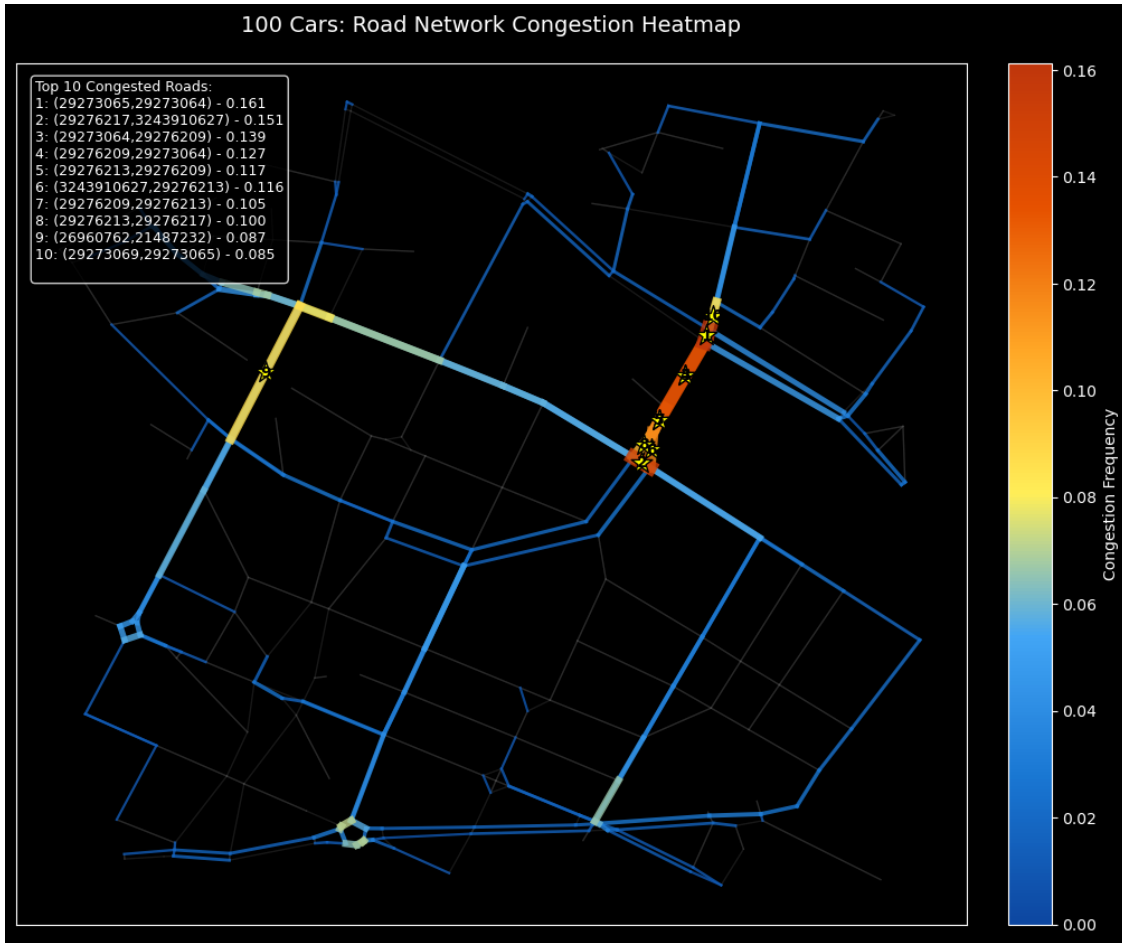 100 Cars: Road Network Congestion Heatmap
Top 10 Congested Roads:
1: (29273065,29273064) - 0.161
2: (29276217,3243910627) - 0.151
3: (29273064,29276209) - 0.139
4: (29276209,29273064) - 0.127
5: (29276213,29276209) - 0.117
6: (3243910627,29276213) - 0.116
7: (29276209,29276213) - 0.105
8: (29276213,29276217) - 0.100
9: (26960762,21487232) - 0.087
10: (29273069,29273065) - 0.085
0.16
0.14
0.12
0.10
0.08
0.06
0.04
0.02
0.00
Congestion Frequency